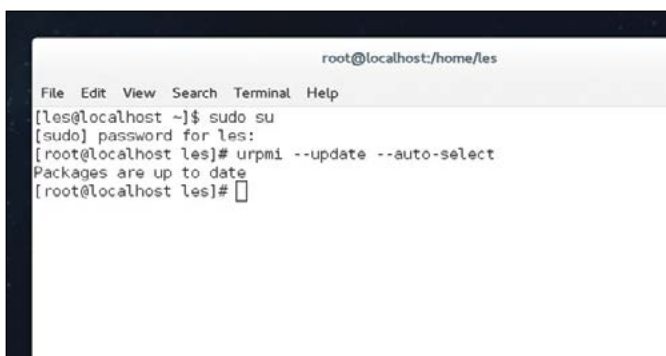 root@localhost:/home/les
File Edit View Search Terminal Help
[les@localhost ~]$ sudo su
[sudo] password for les:
[root@localhost les]# urpmi --update --auto-select
Packages are up to date
[root@localhost les]#